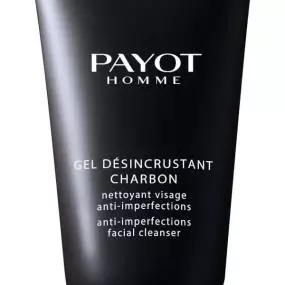 PAYOT
HOMME
GEL DÉSINCRUSTANT
CHARBON
nettoyant visage
anti-imperfections
anti-imperfections
facial cleanser